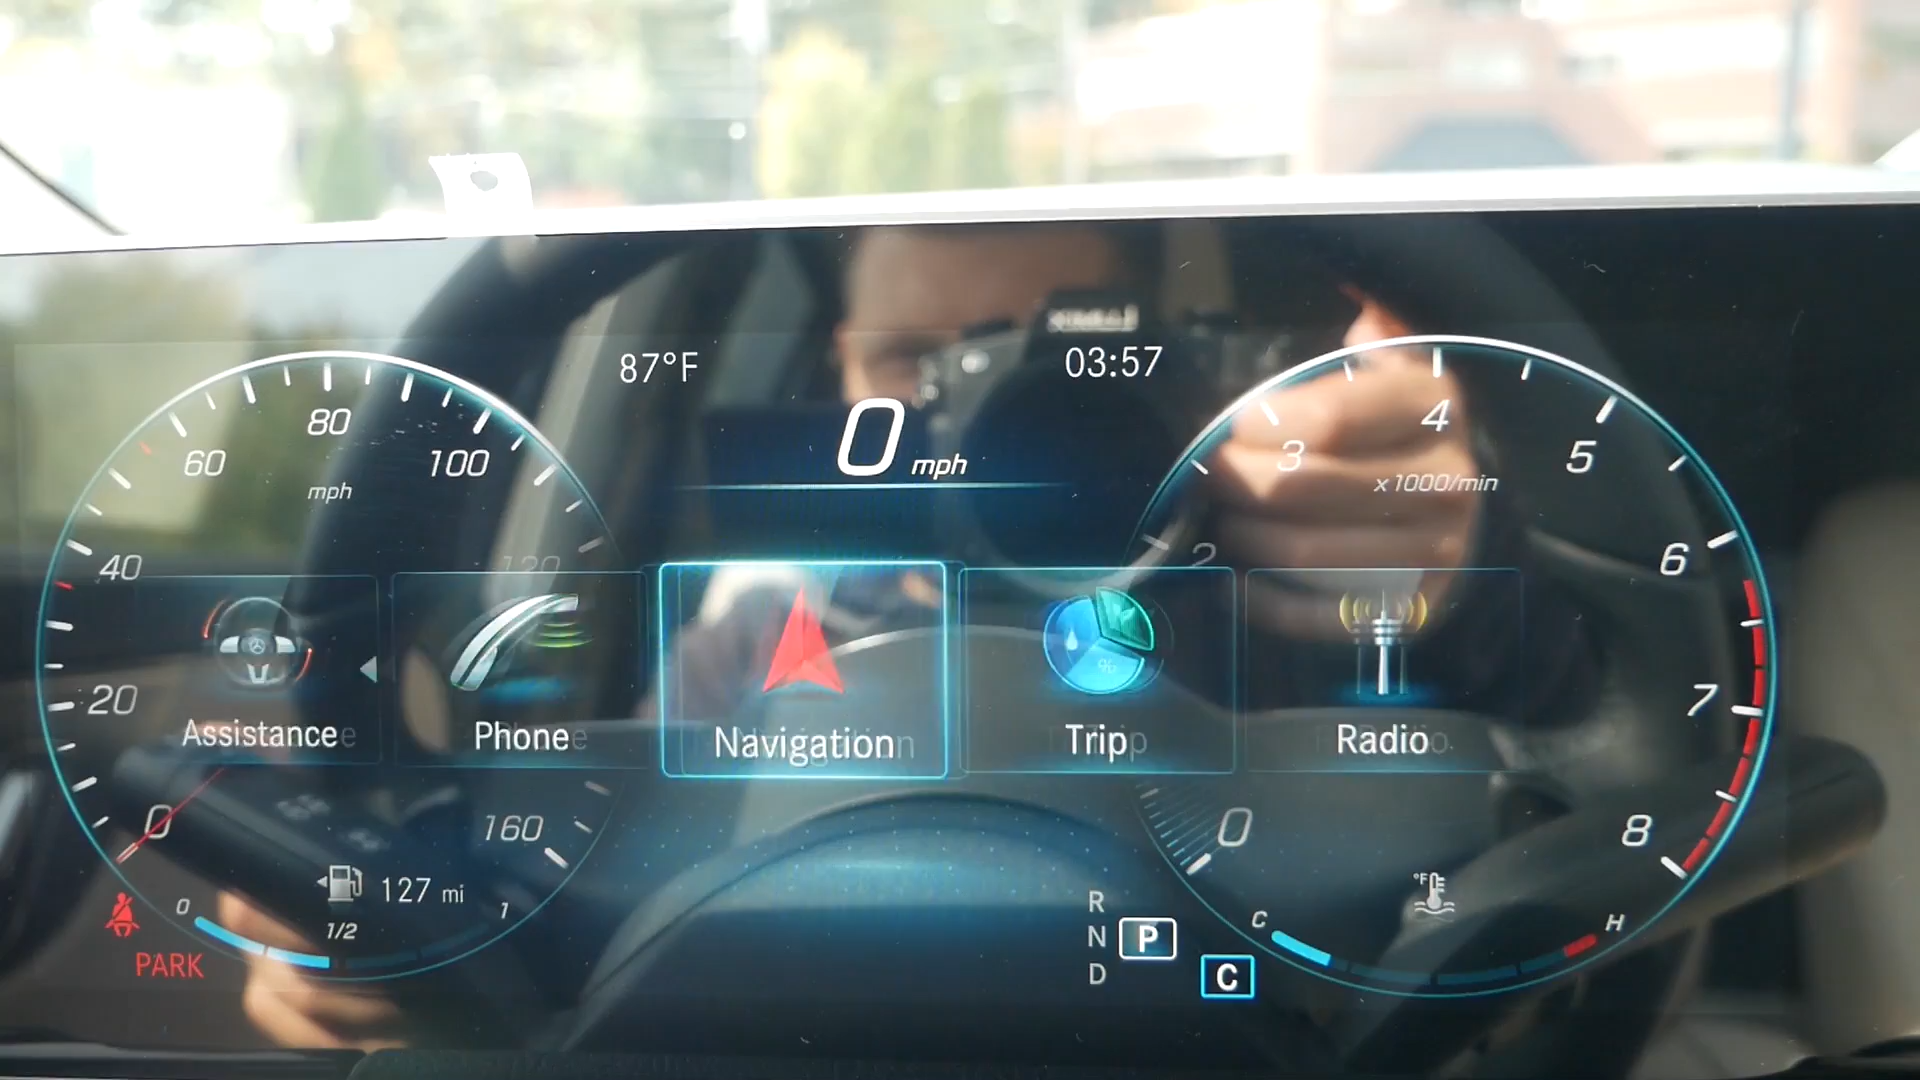 87°F
03:57
0 mph
80
60
100
mph
40
120
20
0
160
3
4
5
x1000/min
2
6
7
8
0
Assistance
Phone
Navigation
Trip
%
Radio
127 mi
0
1/2
1
PARK
R
N
D
P
C
C
°F
H